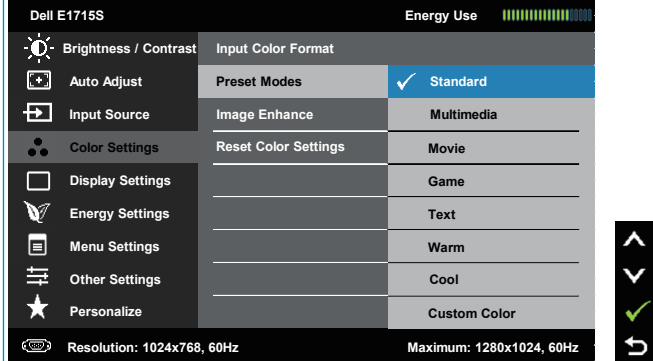 Dell E1715S Energy Use
Brightness / Contrast Input Color Format
Auto Adjust Preset Modes Standard
Input Source Image Enhance Multimedia
Color Settings Reset Color Settings Movie
Display Settings Game
Energy Settings Text
Menu Settings Warm
Other Settings Cool
Personalize Custom Color
Resolution: 1024x768, 60Hz Maximum: 1280x1024, 60Hz